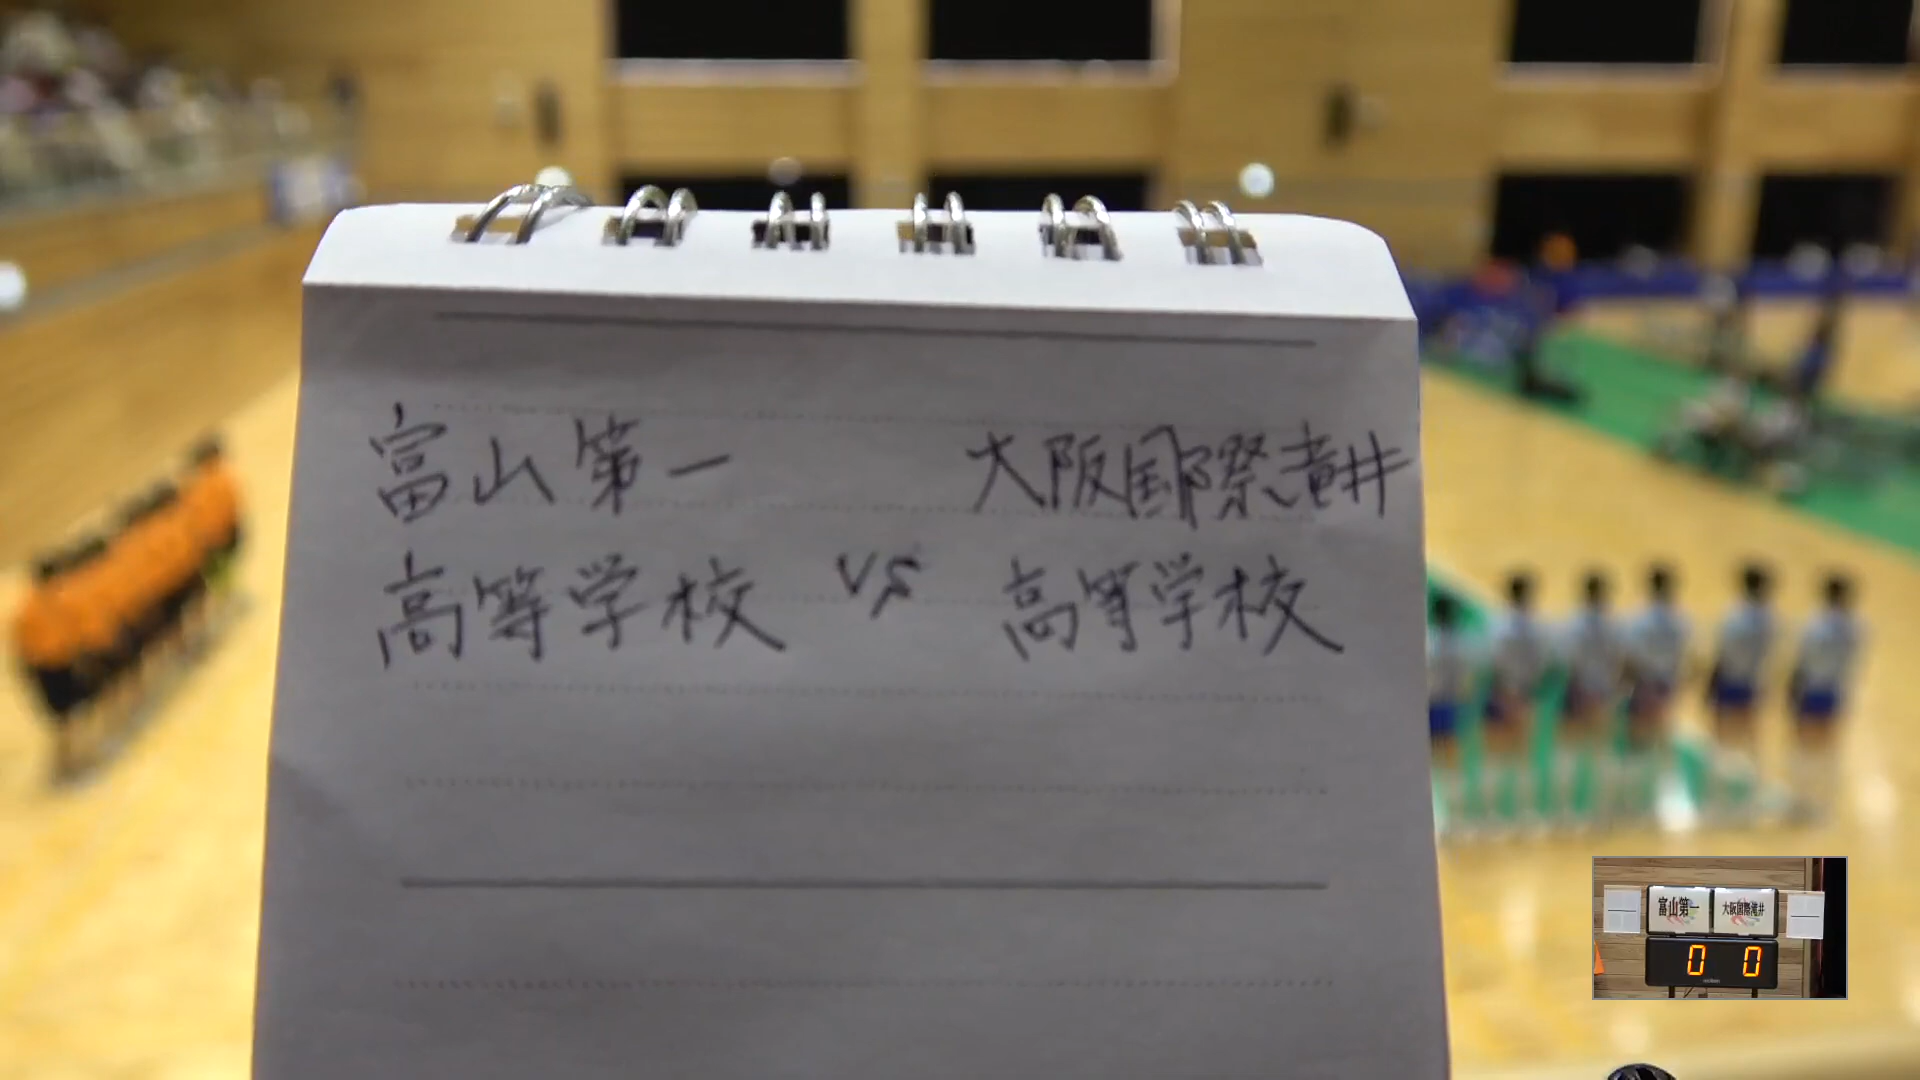 富山第一 大阪国際滝井
高等学校 vs 高等学校
富山第一 大阪国際滝井
0 0